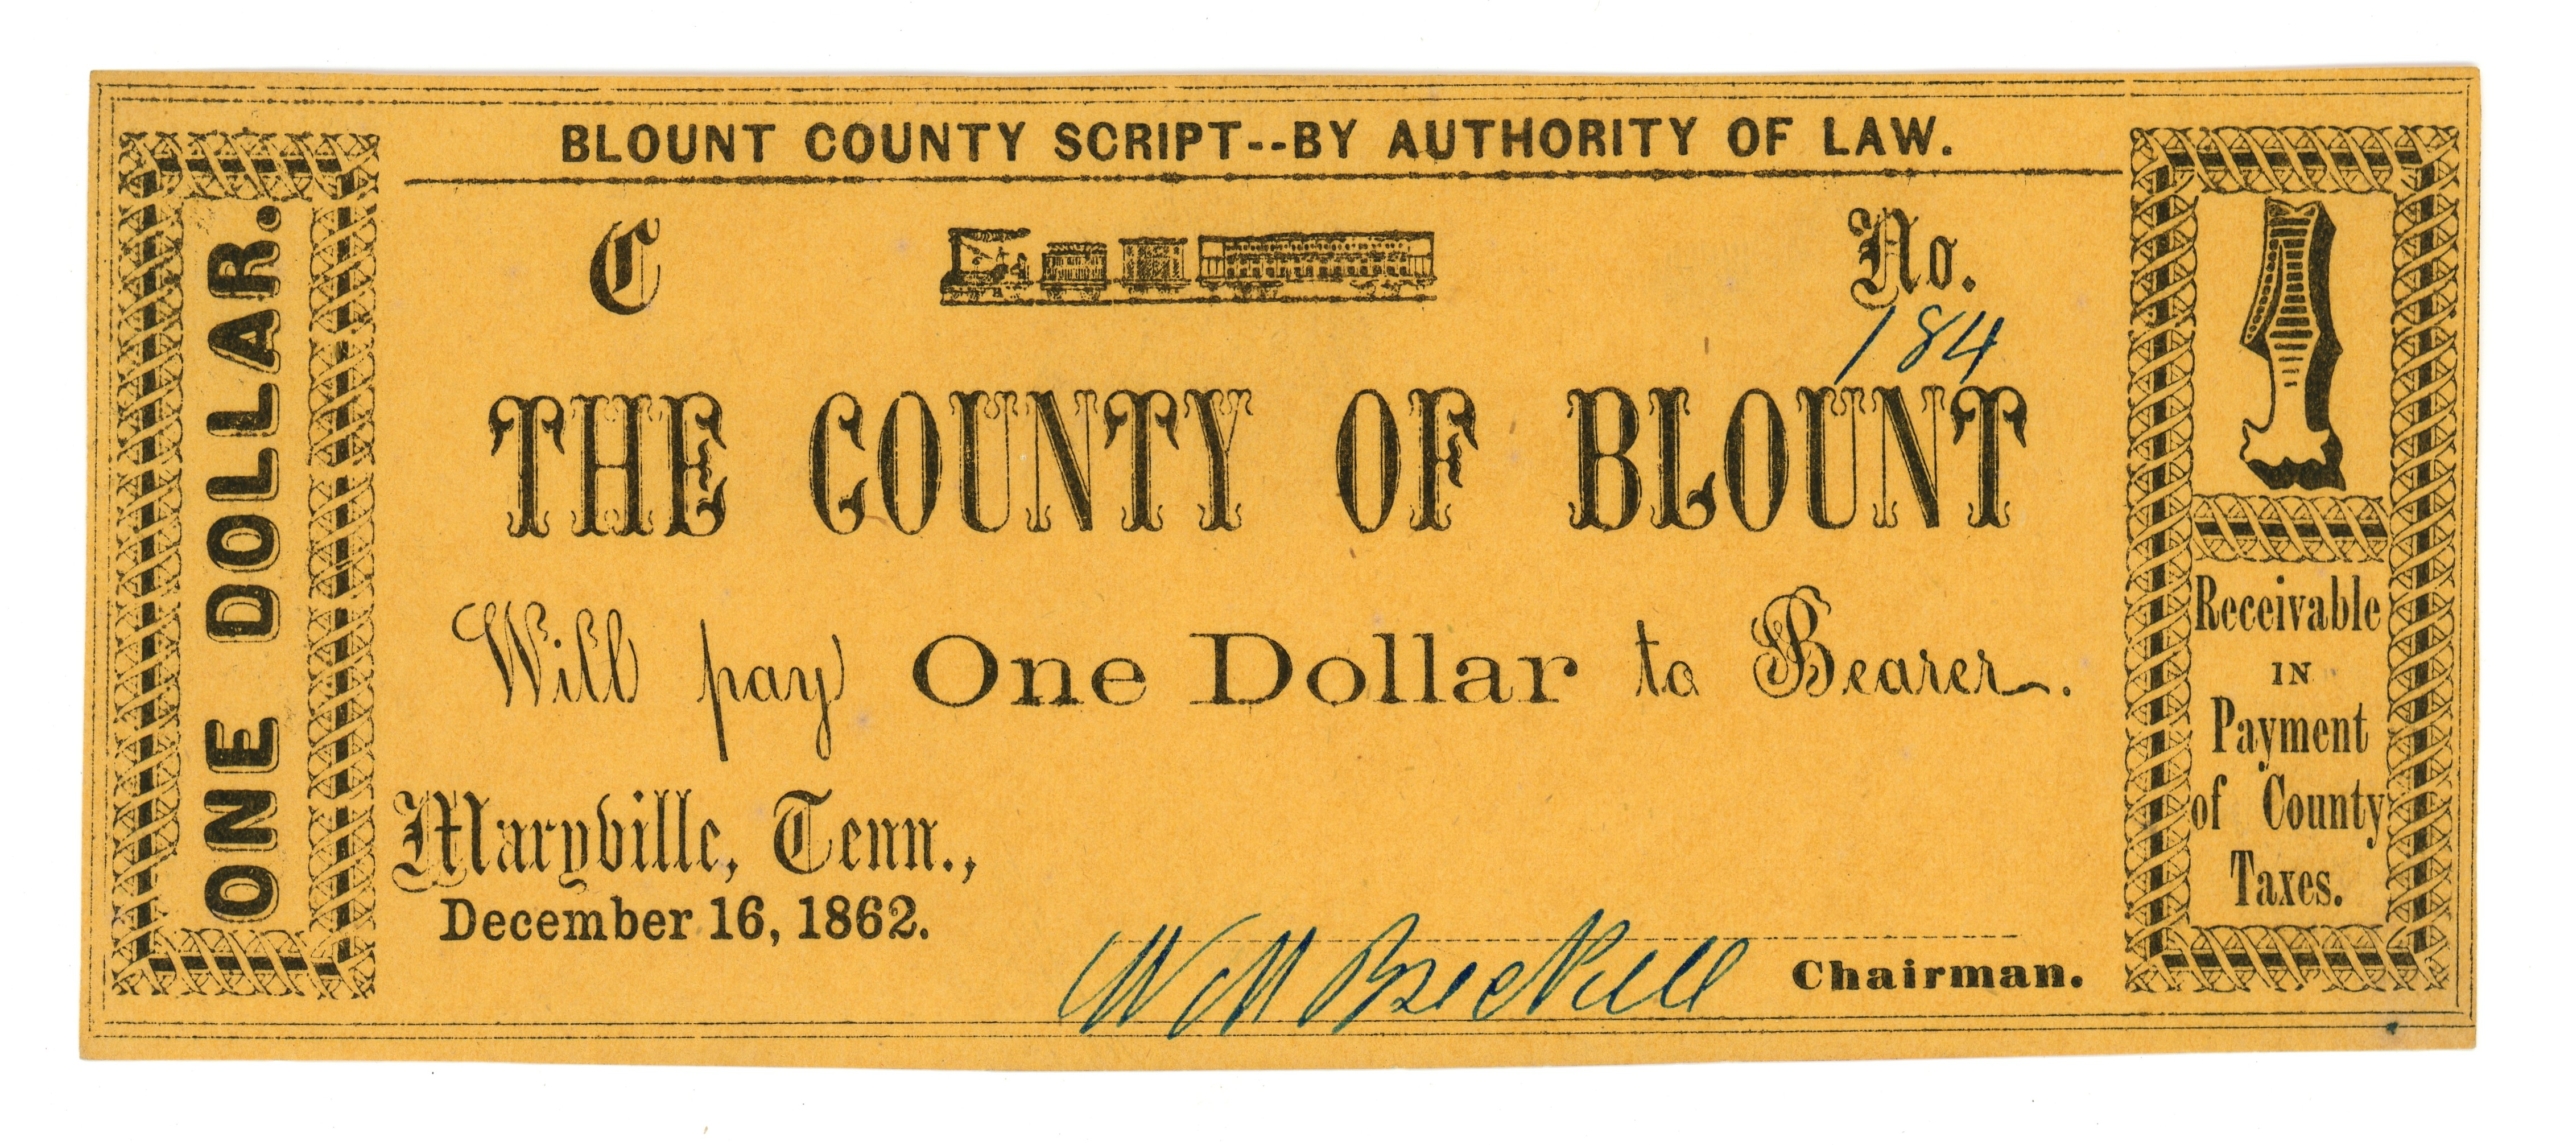 BLOUNT COUNTY SCRIPT--BY AUTHORITY OF LAW.
ONE DOLLAR.
C
No.
184
1
THE COUNTY OF BLOUNT
Will pay One Dollar to Bearer.
Receivable
IN
Payment
of County
Taxes.
Maryville, Tenn.,
December 16, 1862.
W M
Chairman.